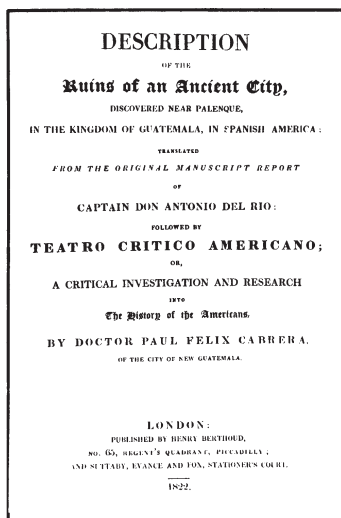 DESCRIPTION
OF THE
Ruins of an Ancient City,
DISCOVERED NEAR PALENQUE,
IN THE KINGDOM OF GUATEMALA, IN SPANISH AMERICA:
TRANSLATED
FROM THE ORIGINAL MANUSCRIPT REPORT
OF
CAPTAIN DON ANTONIO DEL RIO:
FOLLOWED BY
TEATRO CRITICO AMERICANO;
OR,
A CRITICAL INVESTIGATION AND RESEARCH
INTO
The History of the Americans,
BY DOCTOR PAUL FELIX CABRERA,
OF THE CITY OF NEW GUATEMALA.
LONDON:
PUBLISHED BY HENRY BERTHOUD,
NO. 65, REGENT'S QUADRANT, PICCADILLY;
AND SUTTABY, EVANCE AND FOX, STATIONER'S COURT.
1822.